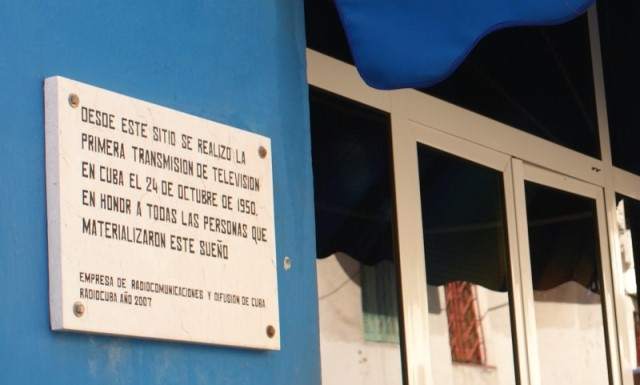 DESDE ESTE SITIO SE REALIZO LA
PRIMERA TRANSMISION DE TELEVISION
EN CUBA EL 24 DE OCTUBRE DE 1950.
EN HONOR A TODAS LAS PERSONAS QUE
MATERIALIZARON ESTE SUEÑO
EMPRESA DE RADIOCOMUNICACIONES Y DIFUSION DE CUBA
RADIOCUBA AÑO 2007